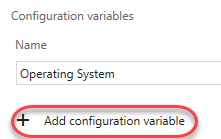 Configuration variables
Name
Operating System
+ Add configuration variable